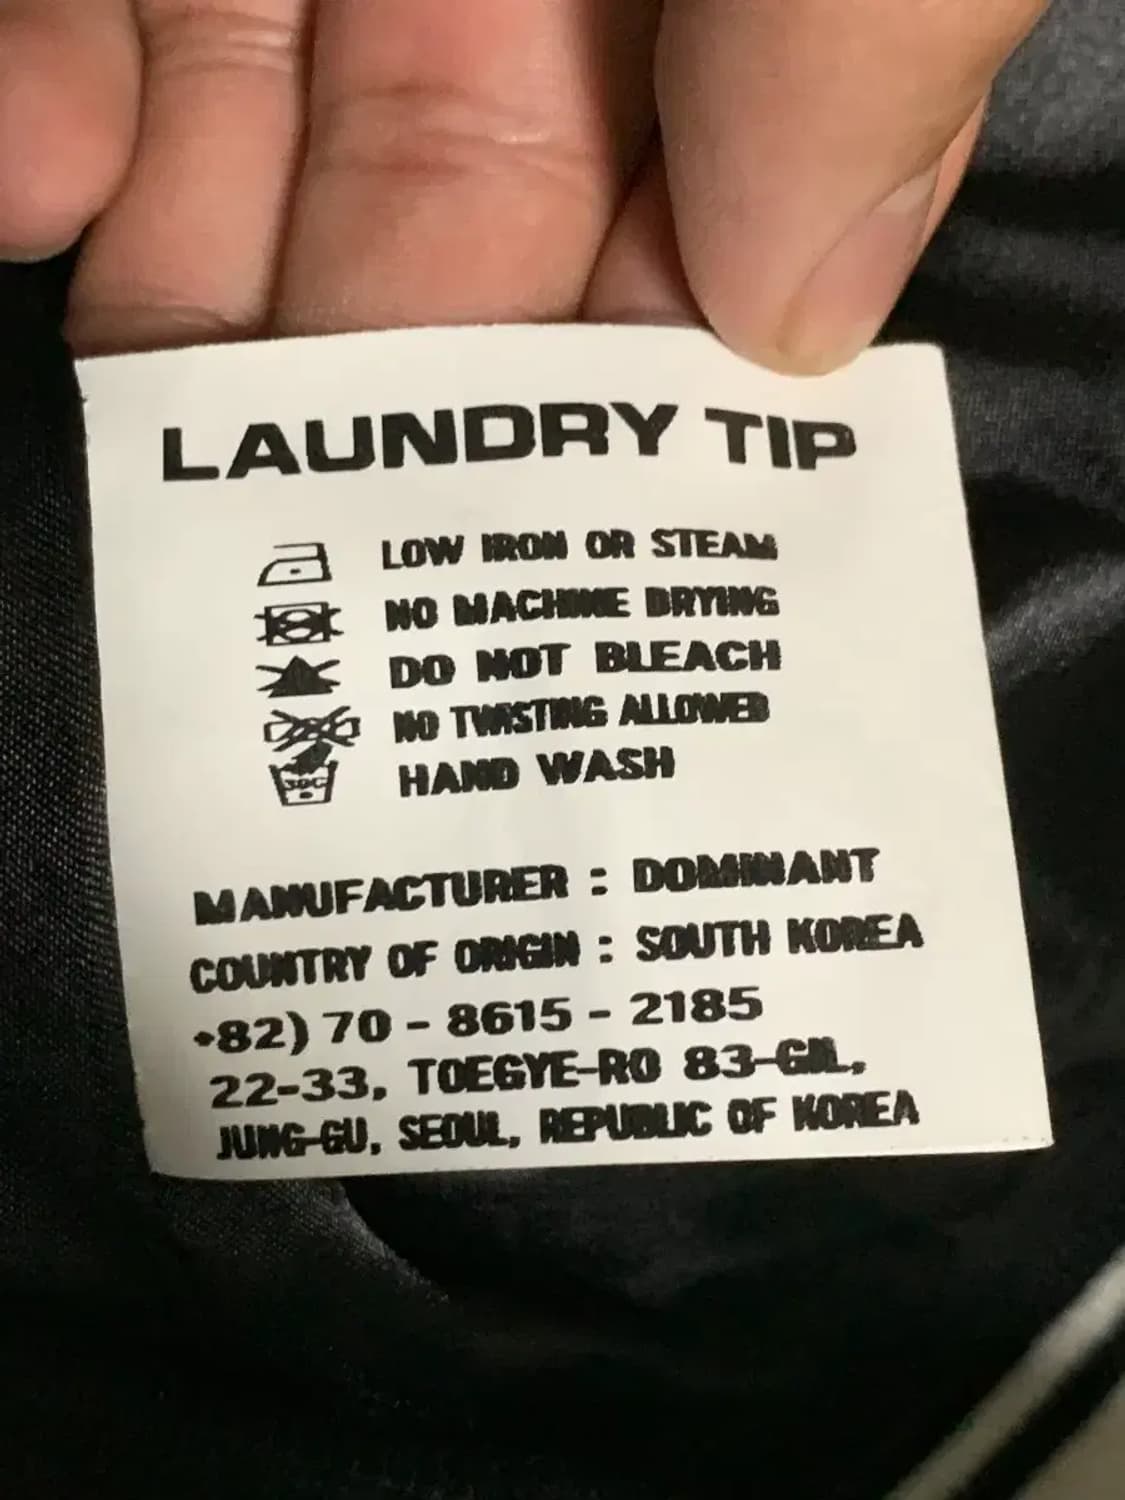 LAUNDRY TIP
LOW IRON OR STEAM
NO MACHINE DRYING
DO NOT BLEACH
NO TWISTING ALLOWED
30C
HAND WASH
MANUFACTURER : DOMINANT
COUNTRY OF ORIGIN : SOUTH KOREA
+82) 70 - 8615 - 2185
22-33, TOEGYE-RO 83-GIL,
JUNG-GU, SEOUL, REPUBLIC OF KOREA